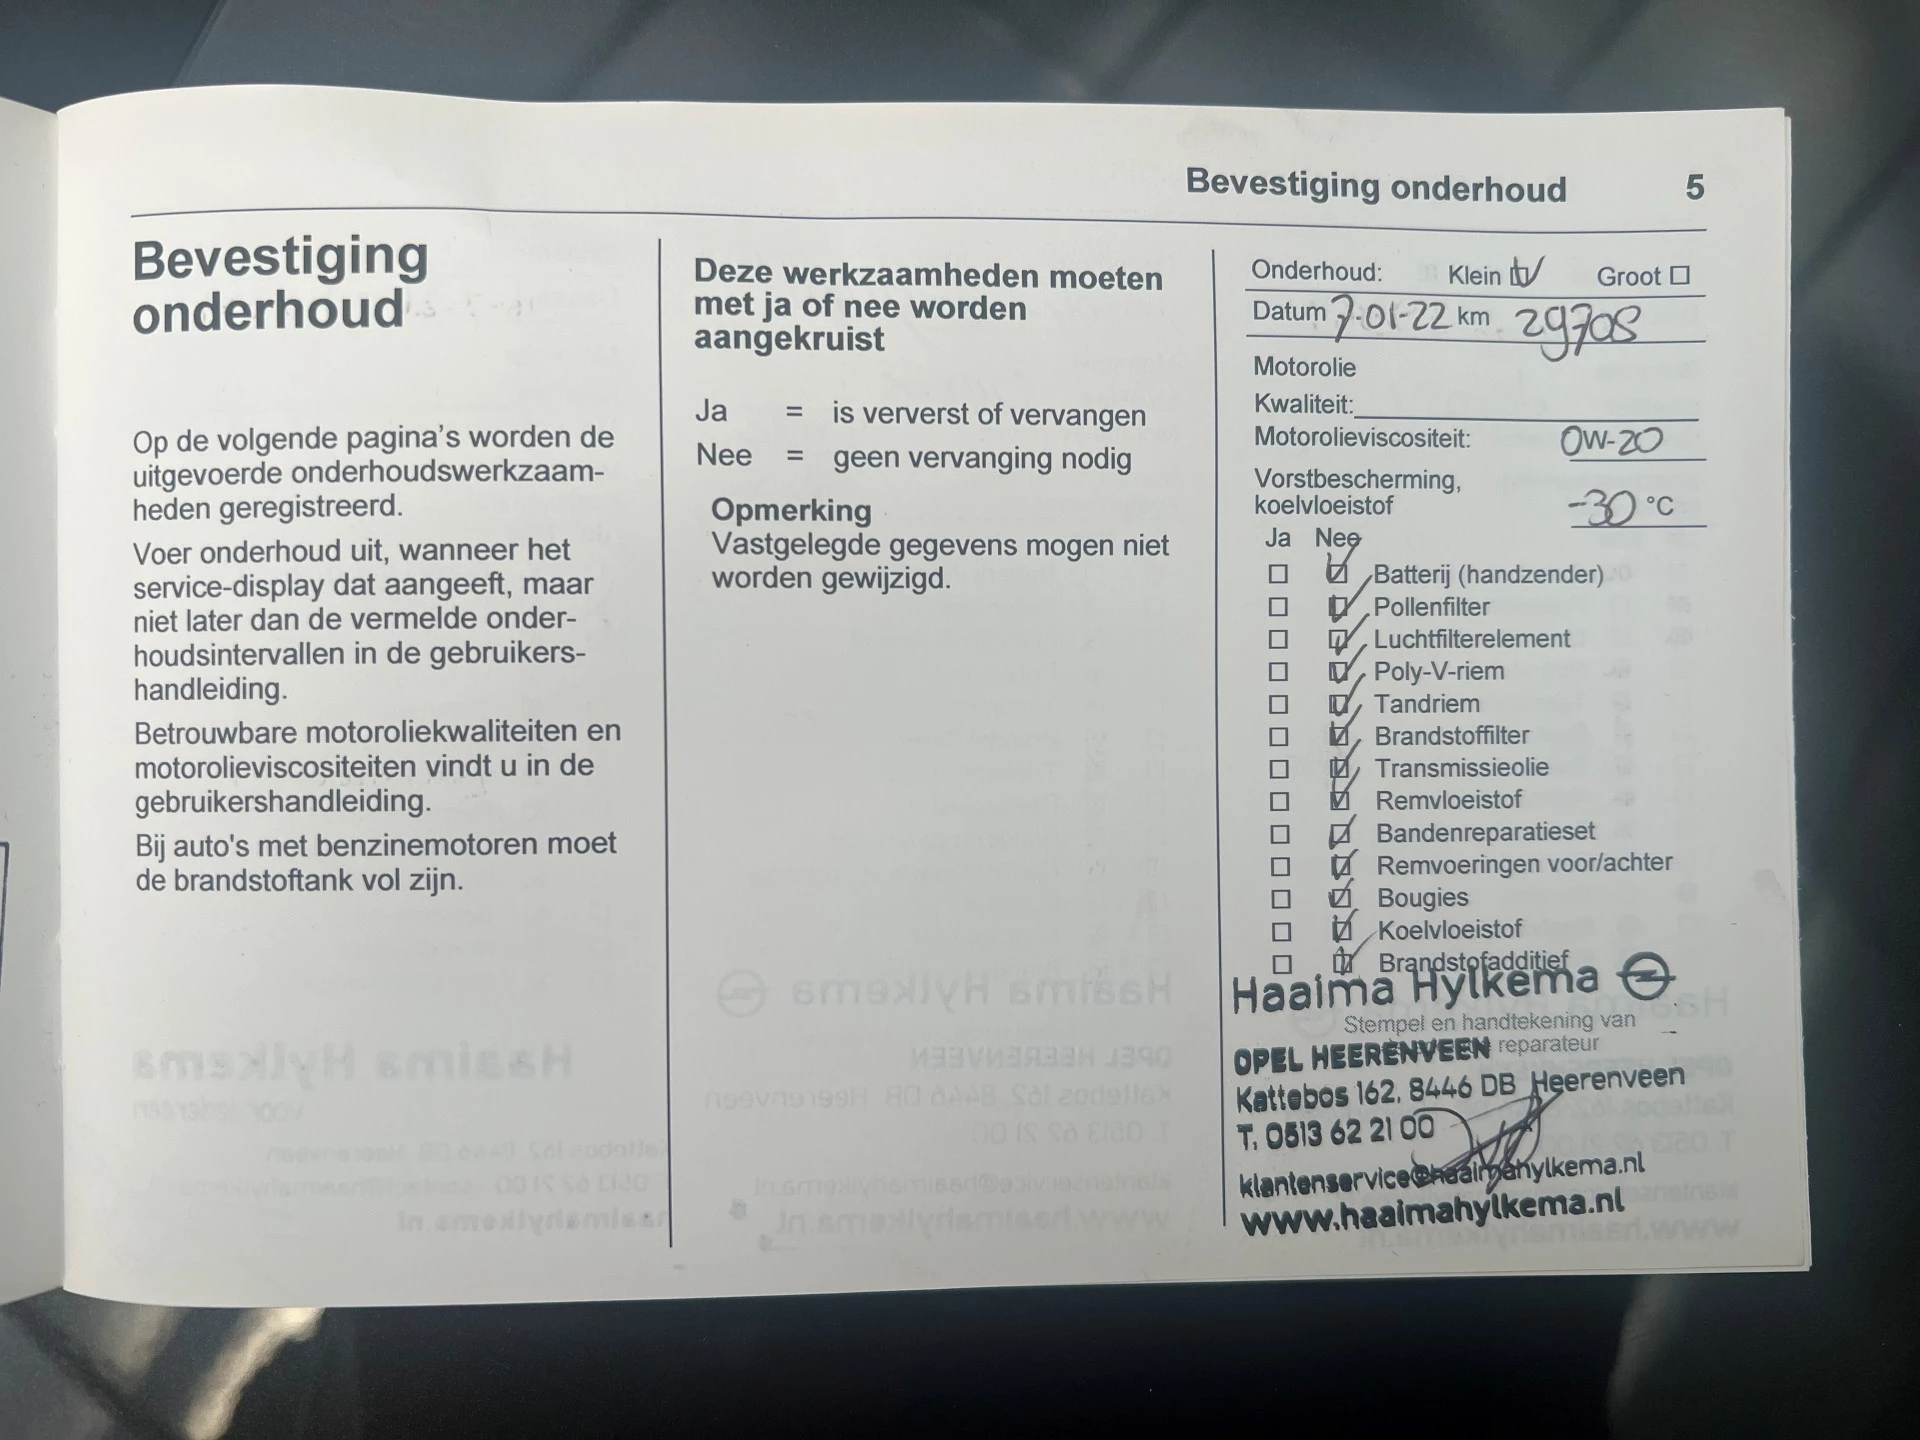 Bevestiging onderhoud 5
Bevestiging
onderhoud
Op de volgende pagina's worden de
uitgevoerde onderhoudswerkzaam-
heden geregistreerd.
Voer onderhoud uit, wanneer het
service-display dat aangeeft, maar
niet later dan de vermelde onder-
houdsintervallen in de gebruikers-
handleiding.
Betrouwbare motoroliekwaliteiten en
motorolieviscositeiten vindt u in de
gebruikershandleiding.
Bij auto's met benzinemotoren moet
de brandstoftank vol zijn.
Deze werkzaamheden moeten
met ja of nee worden
aangekruist
Ja = is ververst of vervangen
Nee = geen vervanging nodig
Opmerking
Vastgelegde gegevens mogen niet
worden gewijzigd.
Onderhoud: Klein Groot
Datum 7-01-22 km 29708
Motorolie
Kwaliteit:
Motorolieviscositeit: 0W-20
Vorstbescherming,
koelvloeistof -30 °C
Ja Nee
Batterij (handzender)
Pollenfilter
Luchtfilterelement
Poly-V-riem
Tandriem
Brandstoffilter
Transmissieolie
Remvloeistof
Bandenreparatieset
Remvoeringen voor/achter
Bougies
Koelvloeistof
Brandstofadditief
Haaima Hylkema
Stempel en handtekening van
OPEL HEERENVEEN reparateur
Kattebos 162, 8446 DB Heerenveen
T. 0513 62 21 00
klantenservice@haaimahylkema.nl
www.haaimahylkema.nl